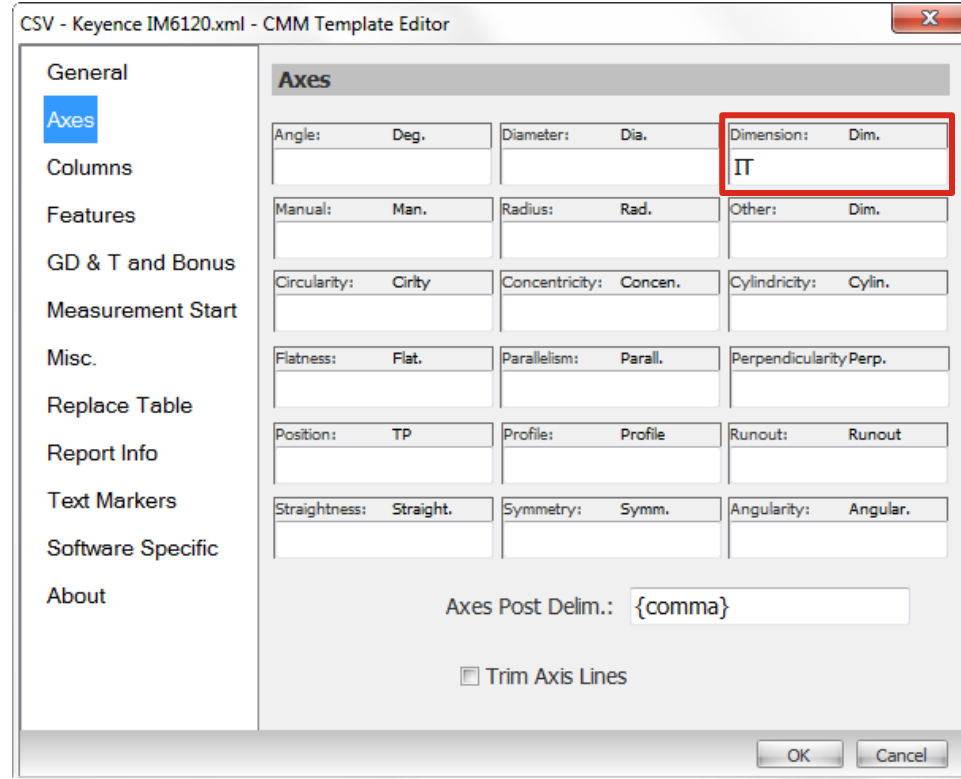 CSV - Keyence IM6120.xml - CMM Template Editor
x
General
Axes
Columns
Features
GD & T and Bonus
Measurement Start
Misc.
Replace Table
Report Info
Text Markers
Software Specific
About
Axes
Angle: Deg. Diameter: Dia. Dimension: Dim.
IT
Manual: Man. Radius: Rad. Other: Dim.
Circularity: Cirlty Concentricity: Concen. Cylindricity: Cylin.
Flatness: Flat. Parallelism: Parall. Perpendicularity Perp.
Position: TP Profile: Profile Runout: Runout
Straightness: Straight. Symmetry: Symm. Angularity: Angular.
Axes Post Delim.: {comma}
Trim Axis Lines
OK Cancel